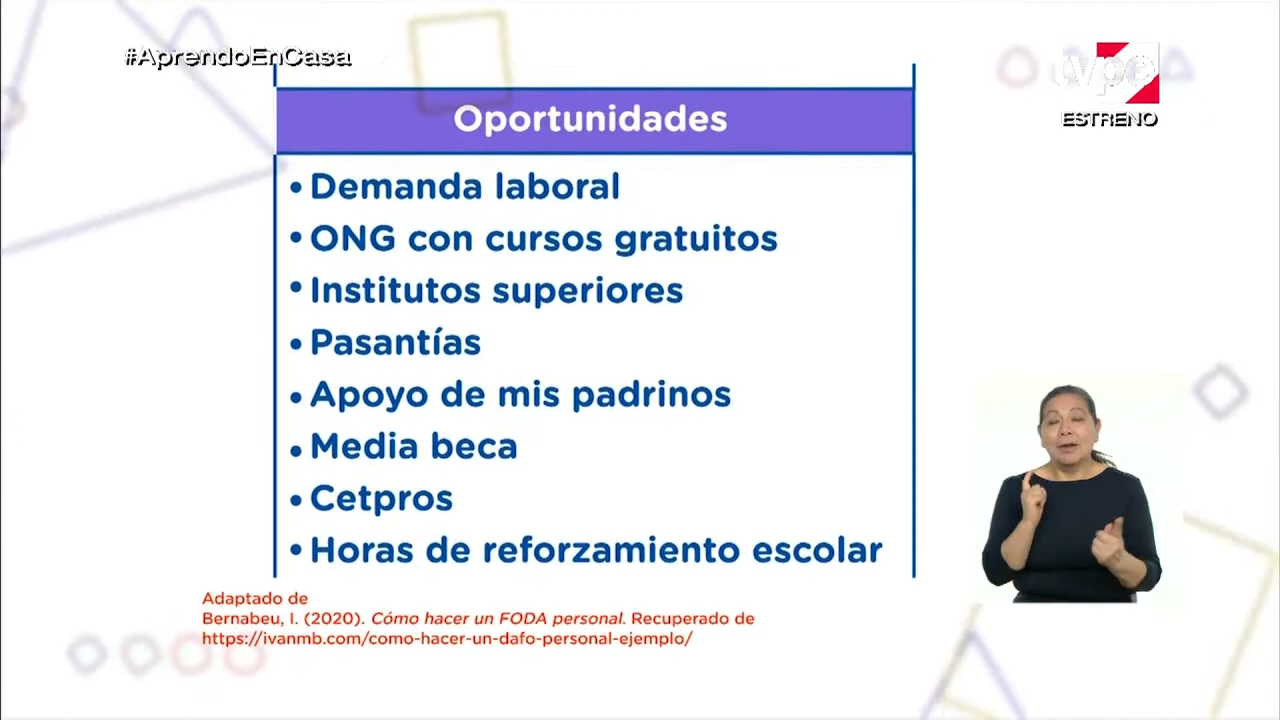 #AprendoEnCasa
tvpe
ESTRENO
Oportunidades
• Demanda laboral
• ONG con cursos gratuitos
• Institutos superiores
• Pasantías
• Apoyo de mis padrinos
• Media beca
• Cetpros
• Horas de reforzamiento escolar
Adaptado de
Bernabeu, I. (2020). Cómo hacer un FODA personal. Recuperado de
https://ivanmb.com/como-hacer-un-dafo-personal-ejemplo/